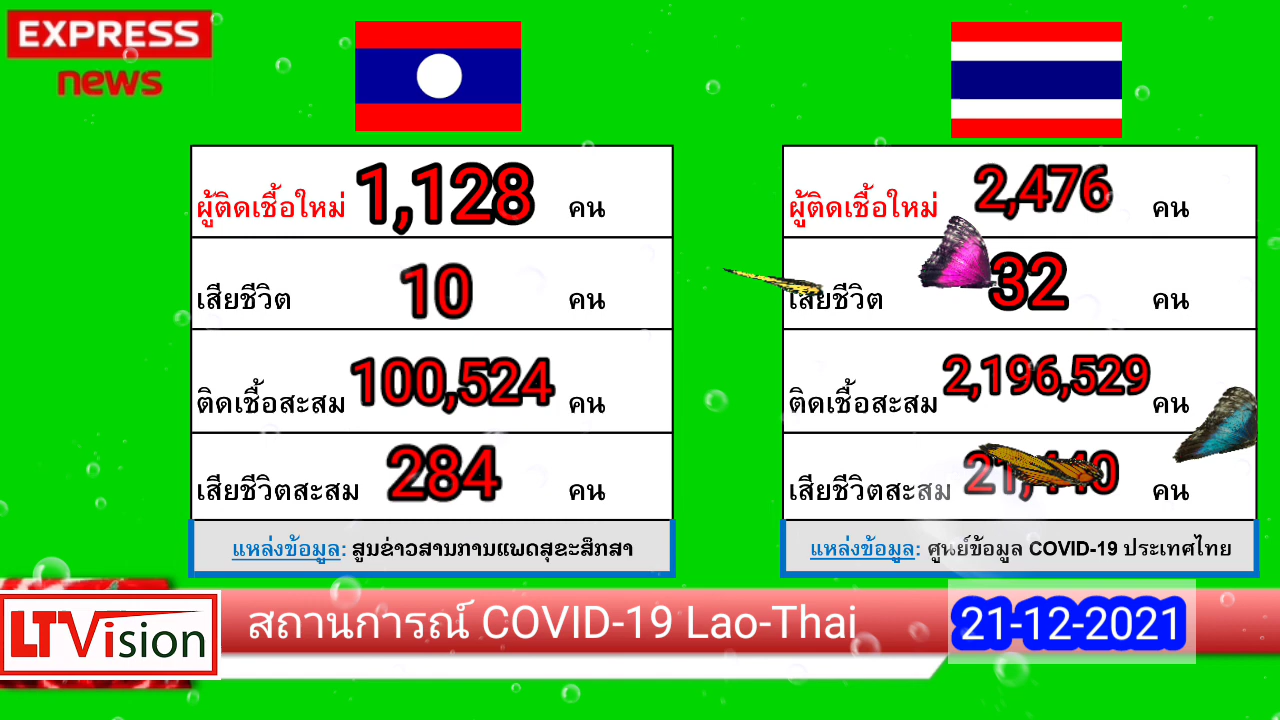 EXPRESS
news
ผู้ติดเชื้อใหม่ 1,128 คน
เสียชีวิต 10 คน
ติดเชื้อสะสม 100,524 คน
เสียชีวิตสะสม 284 คน
แหล่งข้อมูล: ສູນຂ່າວສານການແພດສຸຂະສຶກສາ
ผู้ติดเชื้อใหม่ 2,476 คน
เสียชีวิต 32 คน
ติดเชื้อสะสม 2,196,529 คน
เสียชีวิตสะสม คน
แหล่งข้อมูล: ศูนย์ข้อมูล COVID-19 ประเทศไทย
LTVision
สถานการณ์ COVID-19 Lao-Thai
21-12-2021